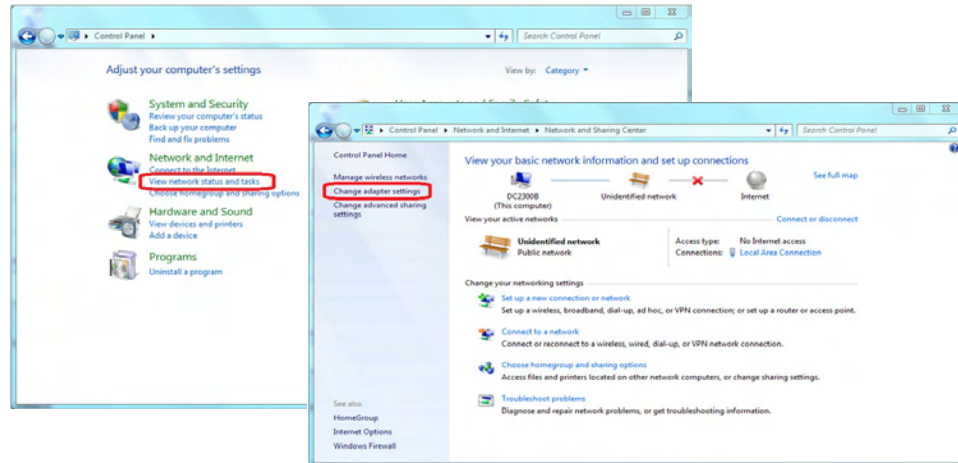 Control Panel
Search Control Panel
Adjust your computer's settings
View by: Category
System and Security
Review your computer's status
Back up your computer
Find and fix problems
Network and Internet
Connect to the Internet
View network status and tasks
Choose homegroup and sharing options
Hardware and Sound
View devices and printers
Add a device
Programs
Uninstall a program
Control Panel Network and Internet Network and Sharing Center
Search Control Panel
Control Panel Home
Manage wireless networks
Change adapter settings
Change advanced sharing
settings
See also
HomeGroup
Internet Options
Windows Firewall
View your basic network information and set up connections
See full map
DC2300B
(This computer)
Unidentified network
Internet
View your active networks
Connect or disconnect
Unidentified network
Public network
Access type: No Internet access
Connections: Local Area Connection
Change your networking settings
Set up a new connection or network
Set up a wireless, broadband, dial-up, ad hoc, or VPN connection; or set up a router or access point.
Connect to a network
Connect or reconnect to a wireless, wired, dial-up, or VPN network connection.
Choose homegroup and sharing options
Access files and printers located on other network computers, or change sharing settings.
Troubleshoot problems
Diagnose and repair network problems, or get troubleshooting information.